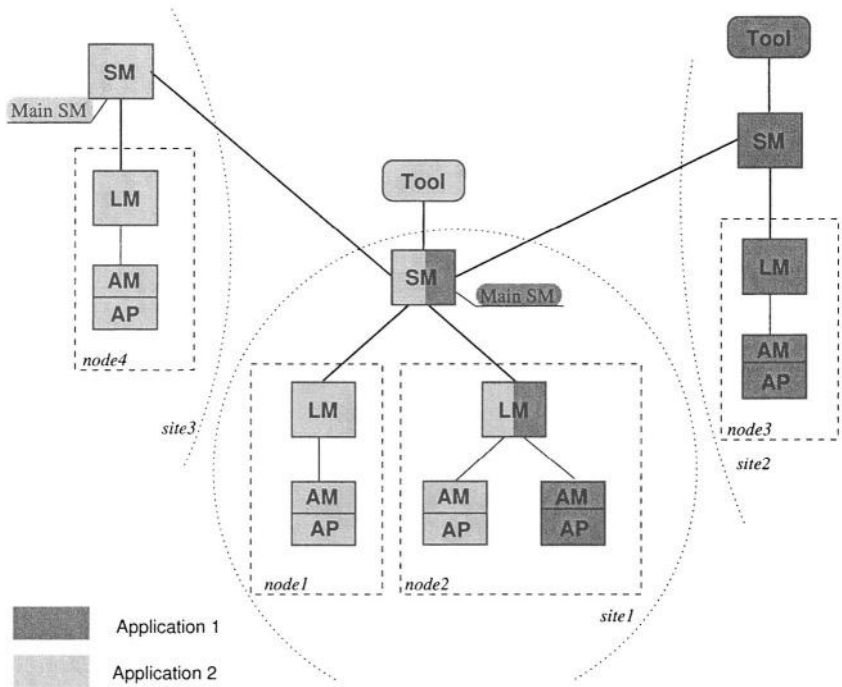 Tool
SM
Main SM
SM
Tool
LM
SM
LM
AM
AP
Main SM
AM
AP
node4
LM
LM
site3
node3
site2
AM
AP
AM
AP
AM
AP
node1
node2
site1
Application 1
Application 2